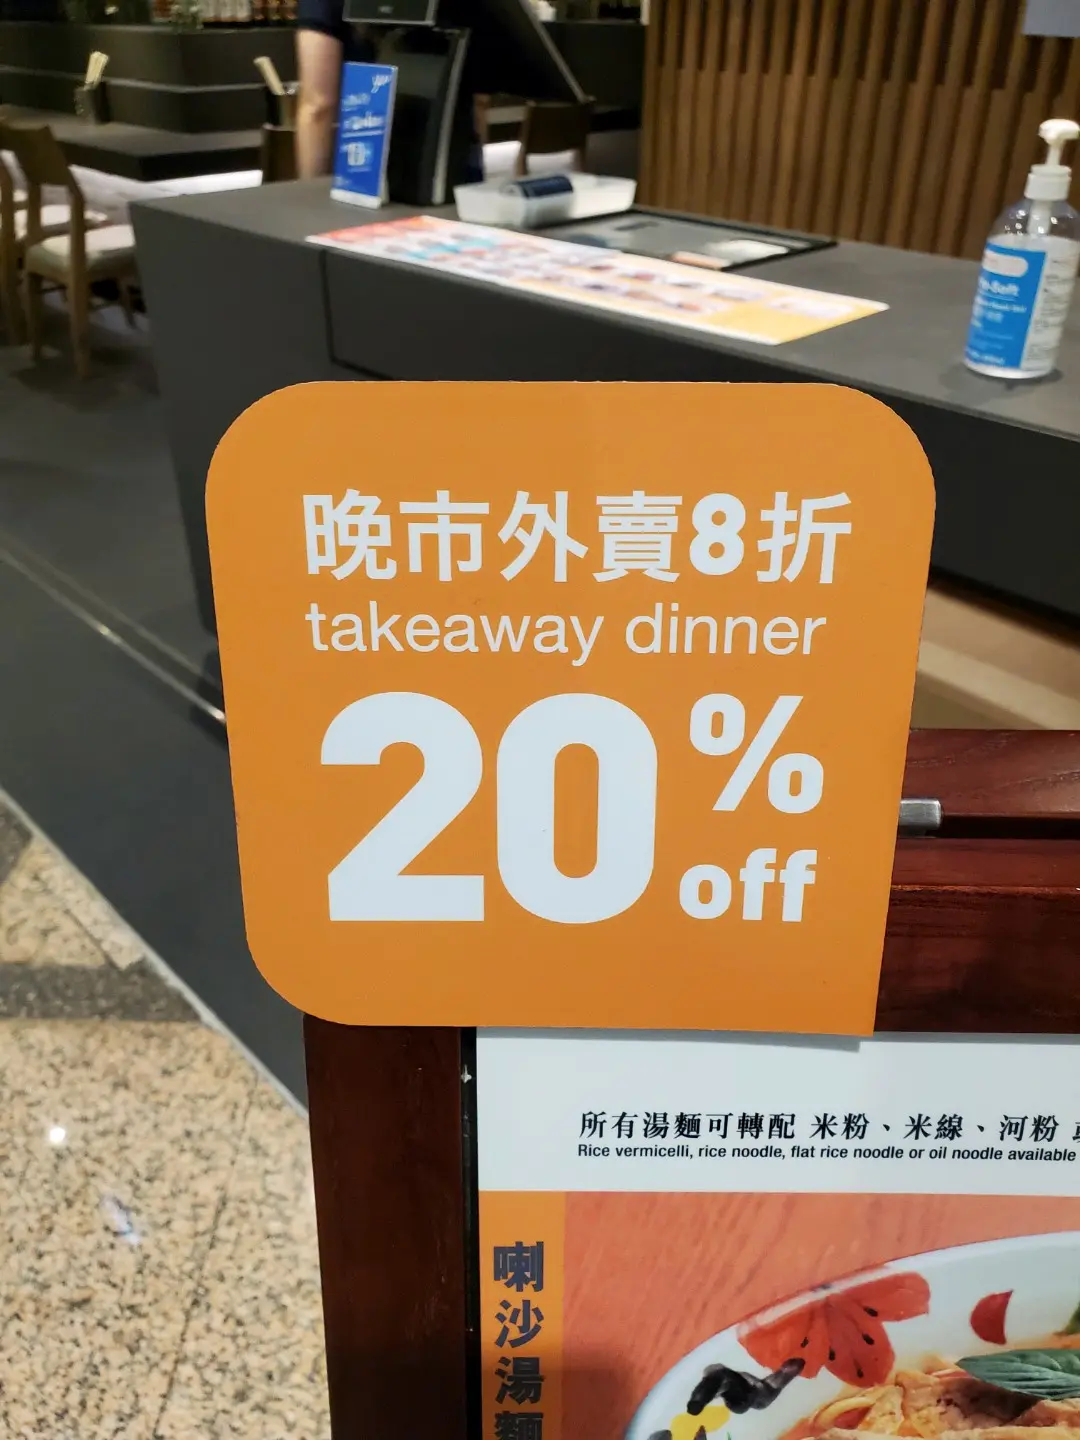 晚市外賣8折
takeaway dinner
20%
off
所有湯麵可轉配 米粉、米線、河粉
Rice vermicelli, rice noodle, flat rice noodle or oil noodle available
喇沙湯麵